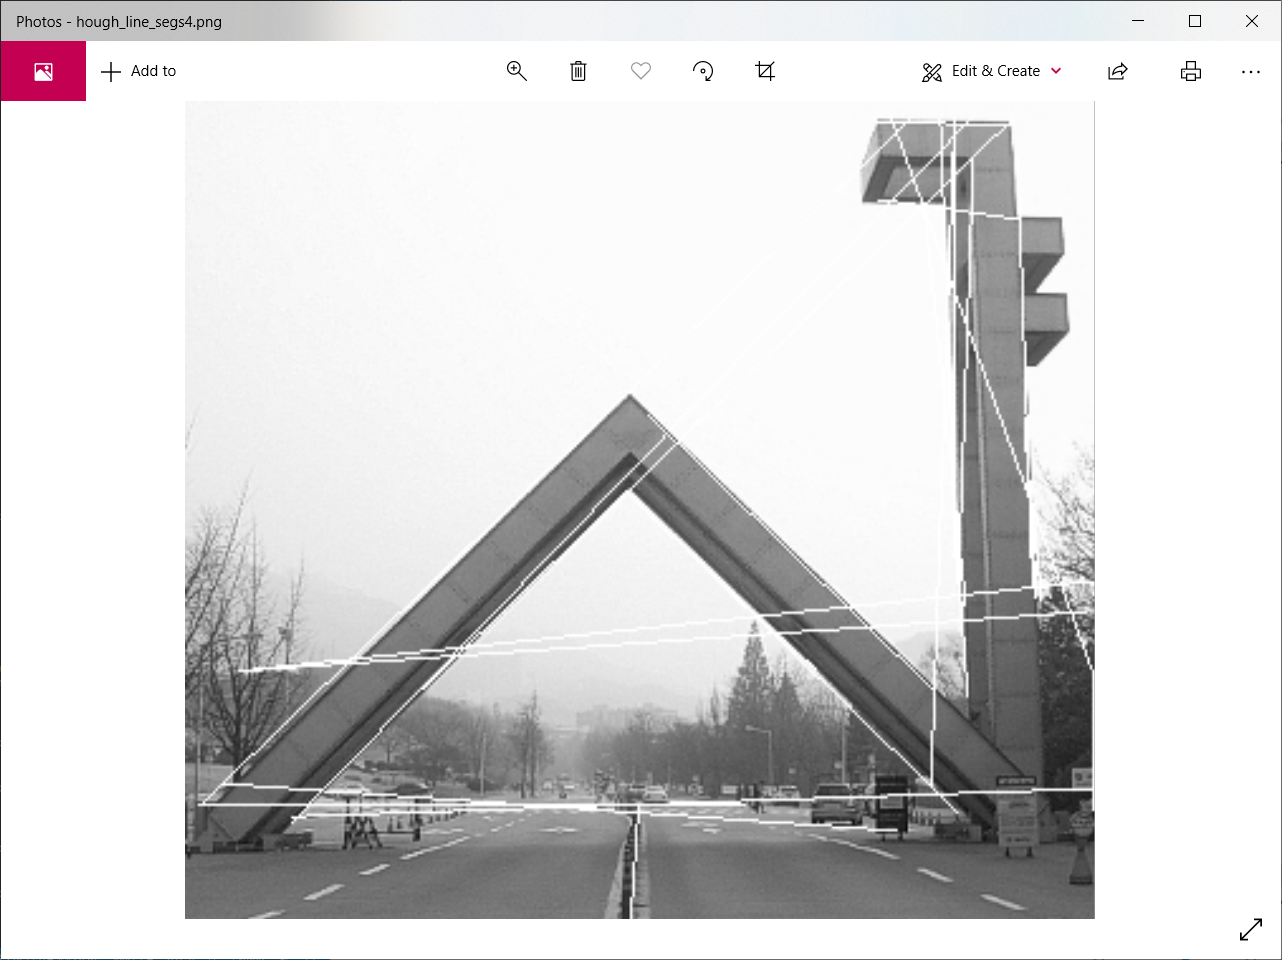 Photos - hough_line_segs4.png
Add to
Edit & Create